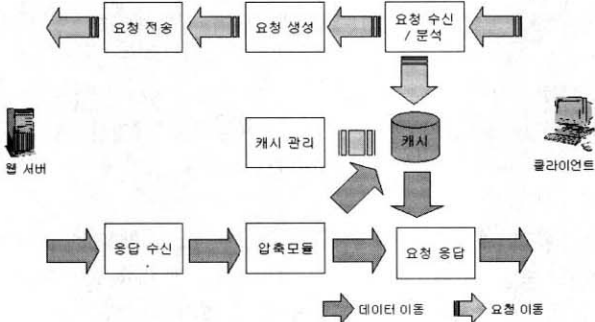 요청 전송
요청 생성
요청 수신
/ 분석
캐시 관리
캐시
웹 서버
클라이언트
응답 수신
압축모듈
요청 응답
데이터 이동
요청 이동